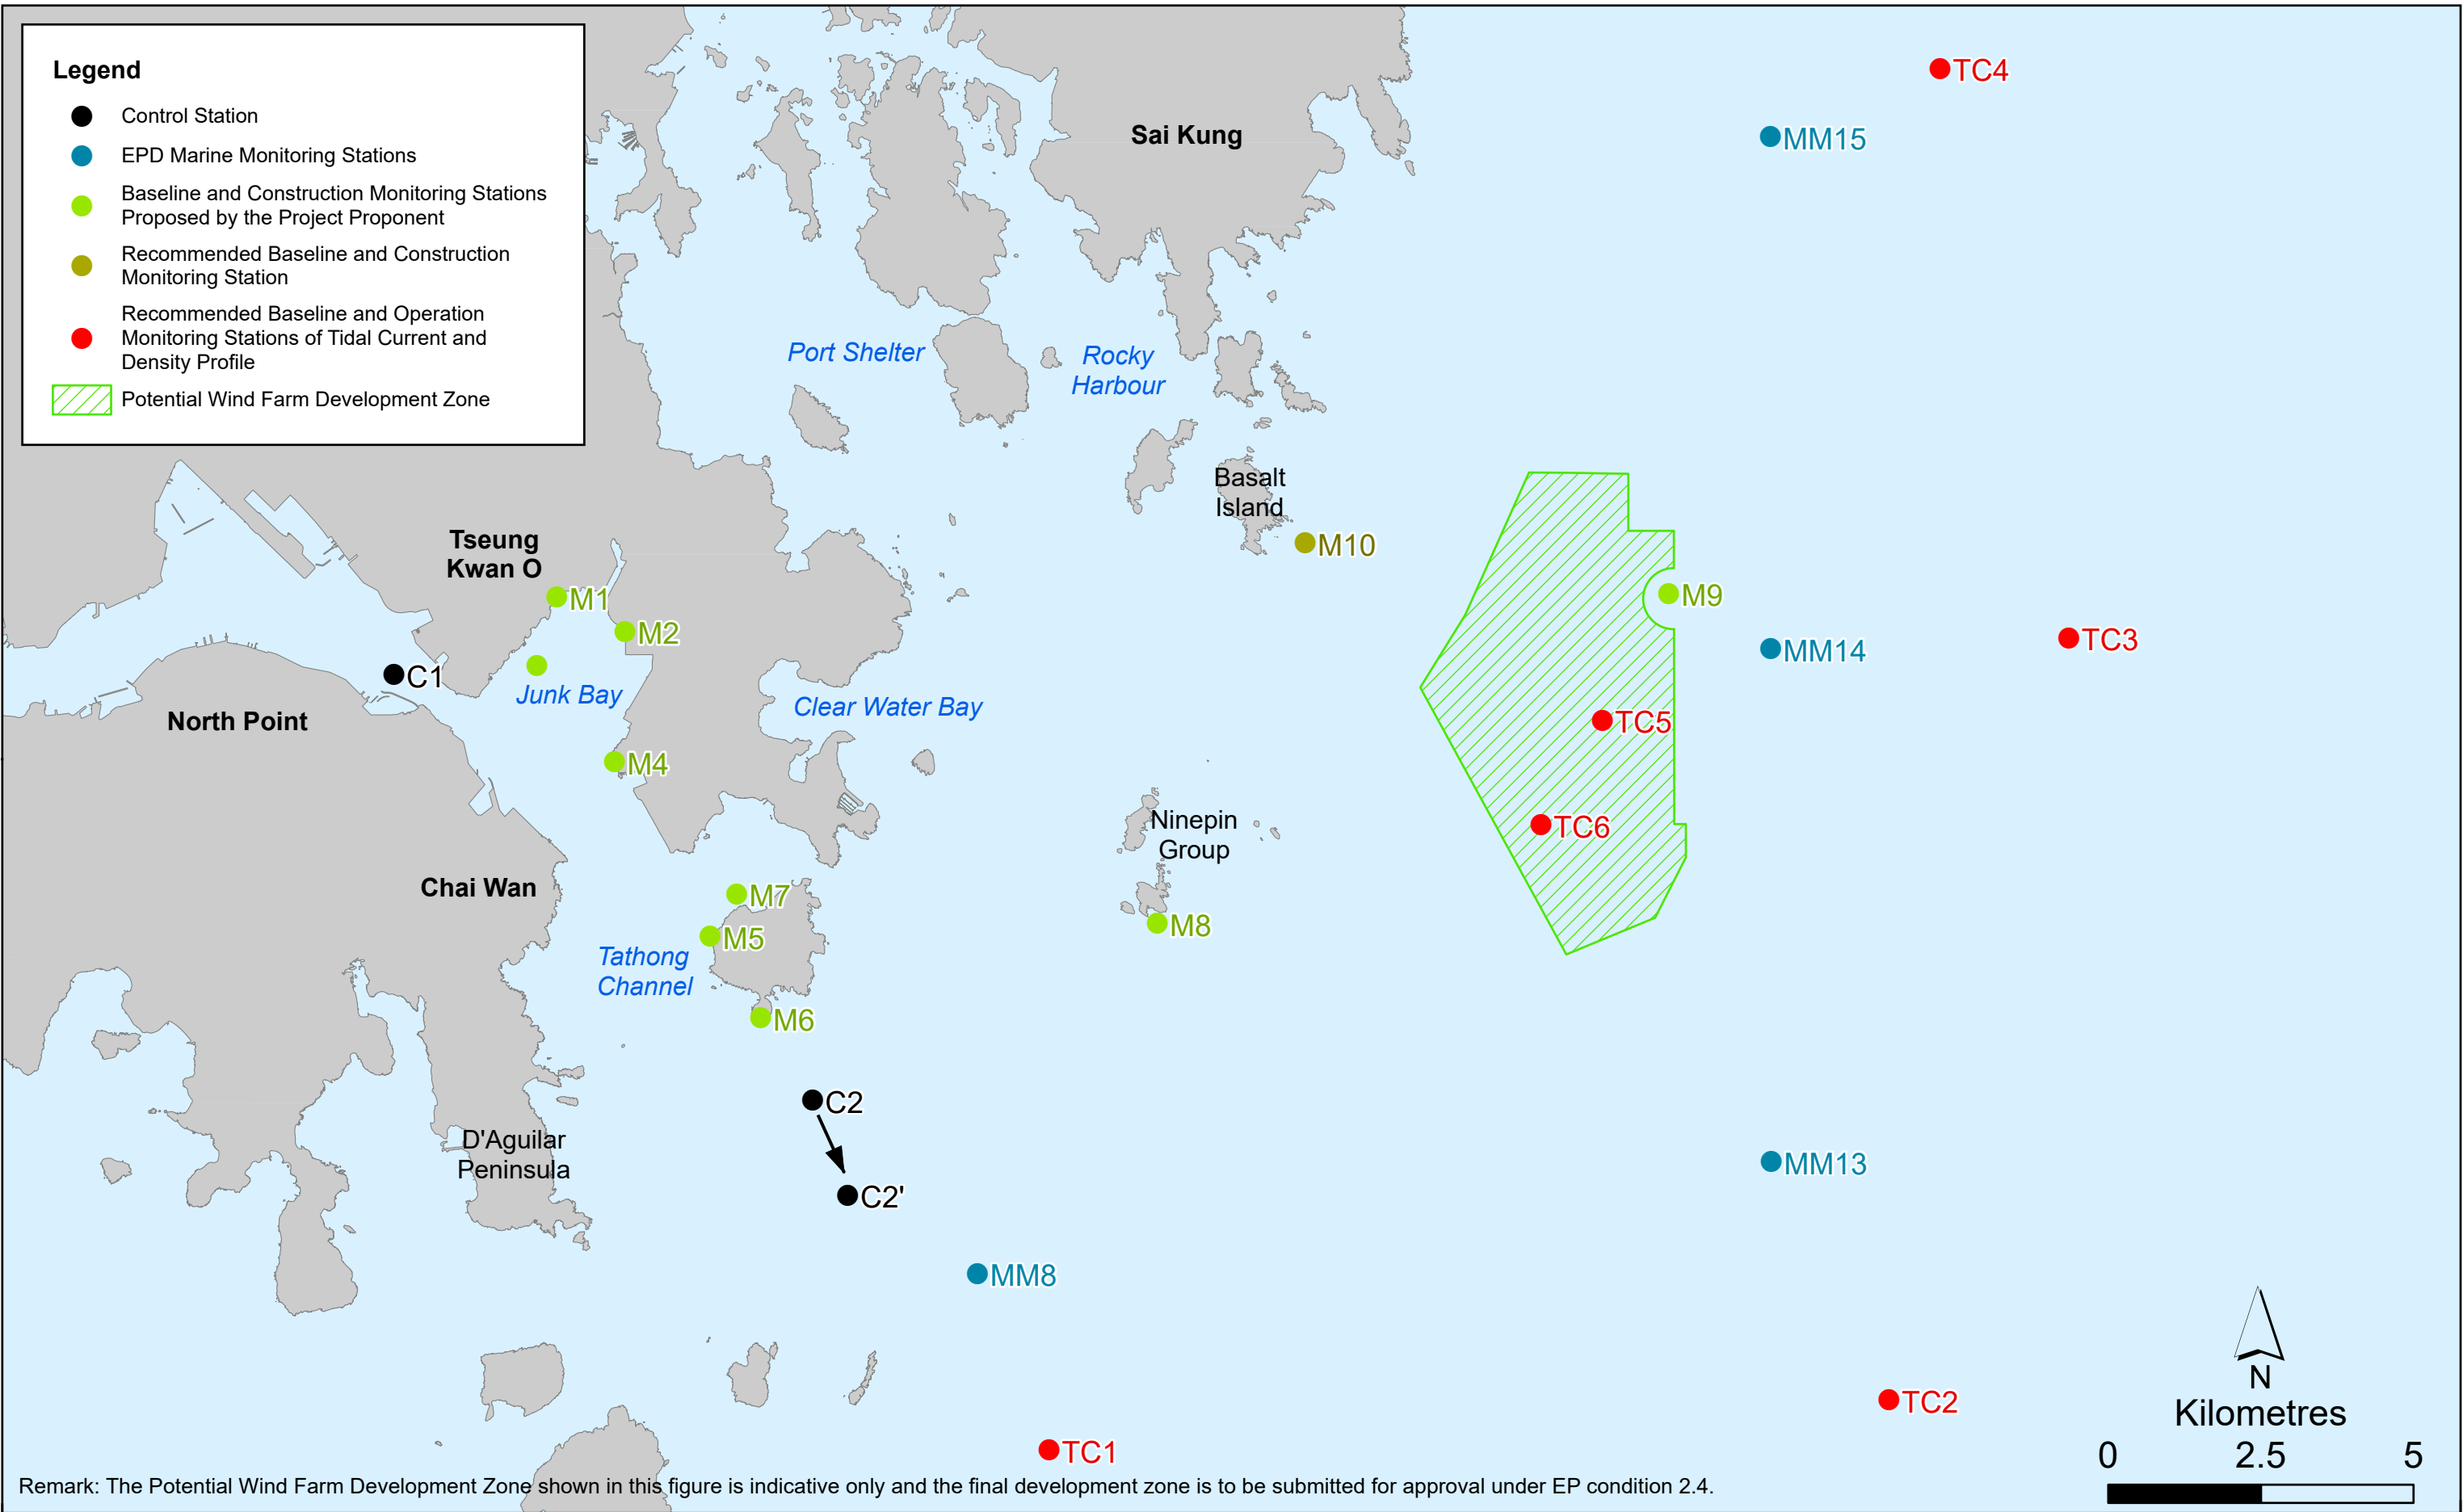 Legend
Control Station
EPD Marine Monitoring Stations
Baseline and Construction Monitoring Stations
Proposed by the Project Proponent
Recommended Baseline and Construction
Monitoring Station
Recommended Baseline and Operation
Monitoring Stations of Tidal Current and
Density Profile
Potential Wind Farm Development Zone
TC4
MM15
Sai Kung
Port Shelter
Rocky
Harbour
Basalt
Island
M10
Tseung
Kwan O
M1
M2
M9
TC3
MM14
C1
Junk Bay
Clear Water Bay
North Point
TC5
M4
Ninepin
Group
TC6
Chai Wan
M7
M5
M8
Tathong
Channel
M6
C2
D'Aguilar
Peninsula
C2'
MM13
MM8
N
TC2
Kilometres
TC1
0 2.5 5
Remark: The Potential Wind Farm Development Zone shown in this figure is indicative only and the final development zone is to be submitted for approval under EP condition 2.4.